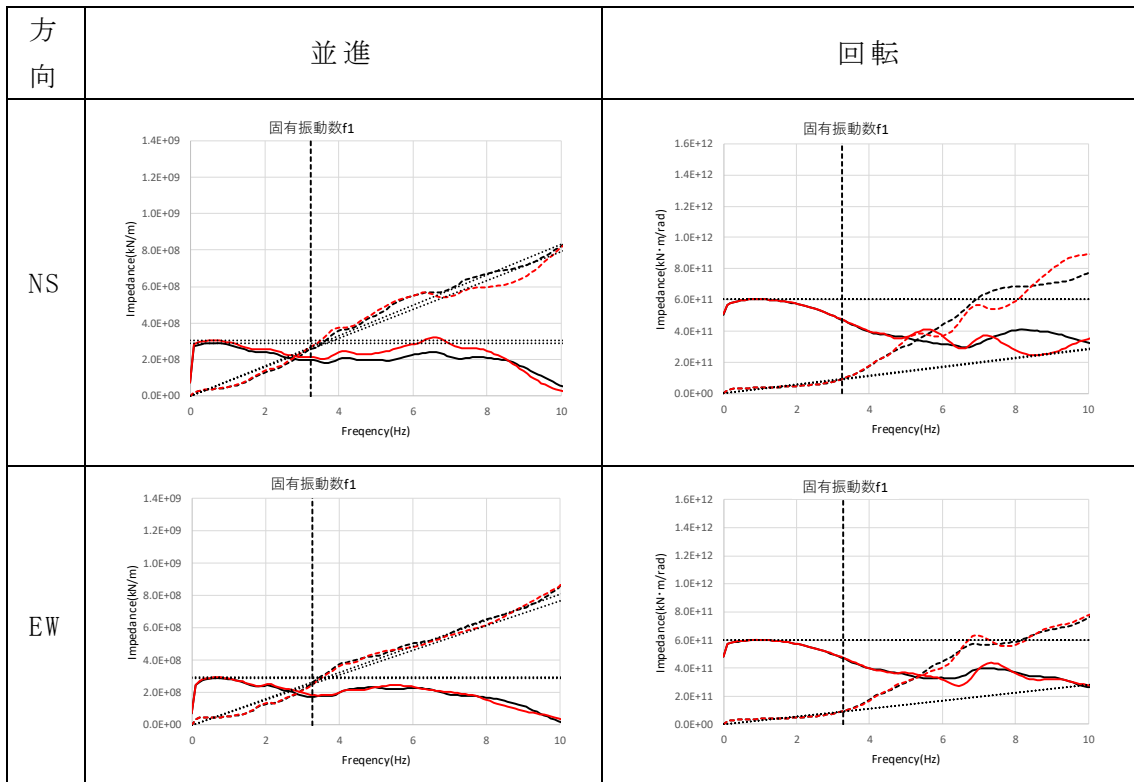 方向
並進
回転
NS
固有振動数f1
1.4E+09
1.2E+09
1.0E+09
8.0E+08
6.0E+08
4.0E+08
2.0E+08
0.0E+00
Impedance(kN/m)
0 2 4 6 8 10
Freqency(Hz)
固有振動数f1
1.6E+12
1.4E+12
1.2E+12
1.0E+12
8.0E+11
6.0E+11
4.0E+11
2.0E+11
0.0E+00
Impedance(kN・m/rad)
0 2 4 6 8 10
Freqency(Hz)
EW
固有振動数f1
1.4E+09
1.2E+09
1.0E+09
8.0E+08
6.0E+08
4.0E+08
2.0E+08
0.0E+00
Impedance(kN/m)
0 2 4 6 8 10
Freqency(Hz)
固有振動数f1
1.6E+12
1.4E+12
1.2E+12
1.0E+12
8.0E+11
6.0E+11
4.0E+11
2.0E+11
0.0E+00
Impedance(kN・m/rad)
0 2 4 6 8 10
Freqency(Hz)